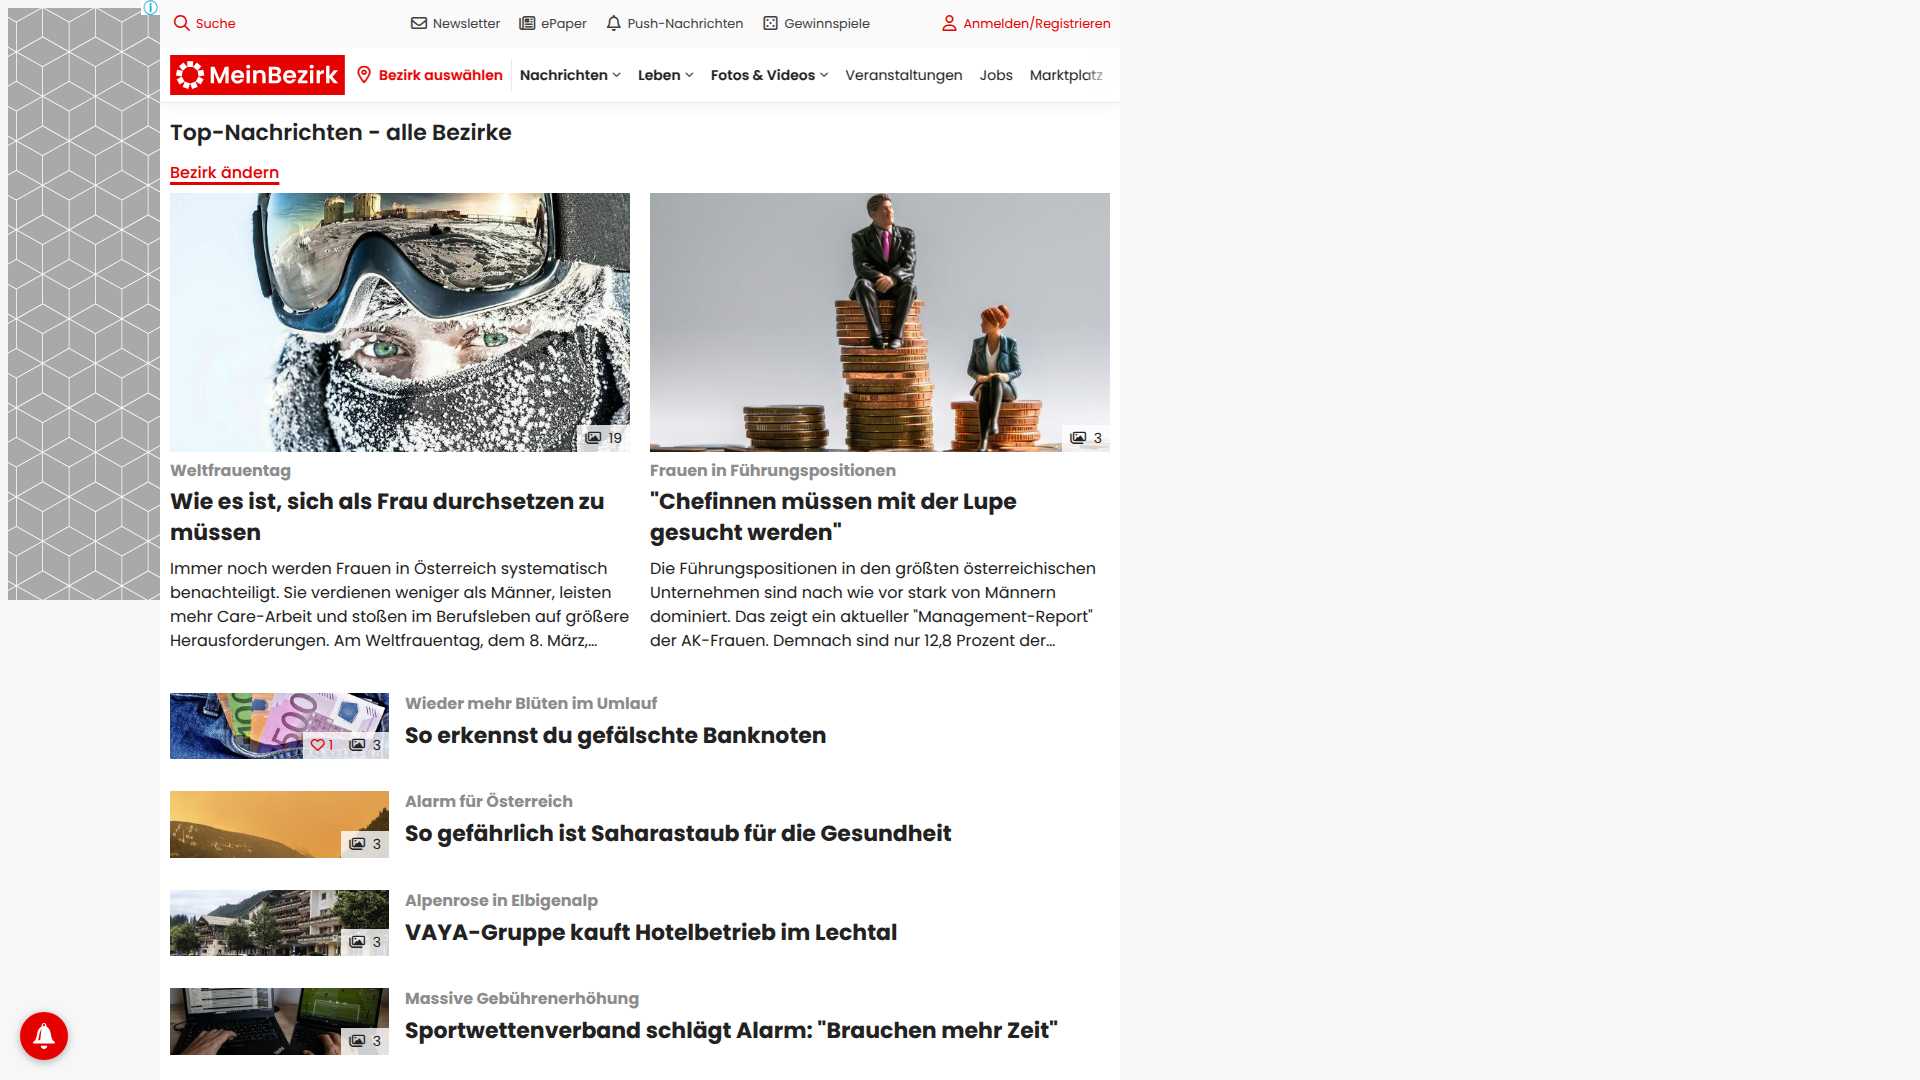 Suche
Newsletter
ePaper
Push-Nachrichten
Gewinnspiele
Anmelden/Registrieren
MeinBezirk
Bezirk auswählen
Nachrichten
Leben
Fotos & Videos
Veranstaltungen
Jobs
Marktplatz
Top-Nachrichten - alle Bezirke
Bezirk ändern
19
Weltfrauentag
Wie es ist, sich als Frau durchsetzen zu
müssen
Immer noch werden Frauen in Österreich systematisch
benachteiligt. Sie verdienen weniger als Männer, leisten
mehr Care-Arbeit und stoßen im Berufsleben auf größere
Herausforderungen. Am Weltfrauentag, dem 8. März,...
3
Frauen in Führungspositionen
"Chefinnen müssen mit der Lupe
gesucht werden"
Die Führungspositionen in den größten österreichischen
Unternehmen sind nach wie vor stark von Männern
dominiert. Das zeigt ein aktueller "Management-Report"
der AK-Frauen. Demnach sind nur 12,8 Prozent der...
100
500
1
3
Wieder mehr Blüten im Umlauf
So erkennst du gefälschte Banknoten
3
Alarm für Österreich
So gefährlich ist Saharastaub für die Gesundheit
3
Alpenrose in Elbigenalp
VAYA-Gruppe kauft Hotelbetrieb im Lechtal
3
Massive Gebührenerhöhung
Sportwettenverband schlägt Alarm: "Brauchen mehr Zeit"